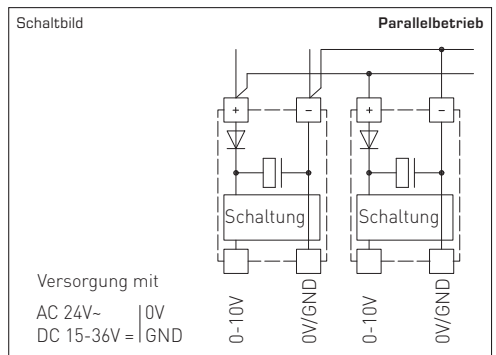 Schaltbild
Parallelbetrieb
+
–
+
–
Schaltung
Schaltung
Versorgung mit
AC 24V~ | 0V
DC 15-36V = | GND
0-10V
0V/GND
0-10V
0V/GND